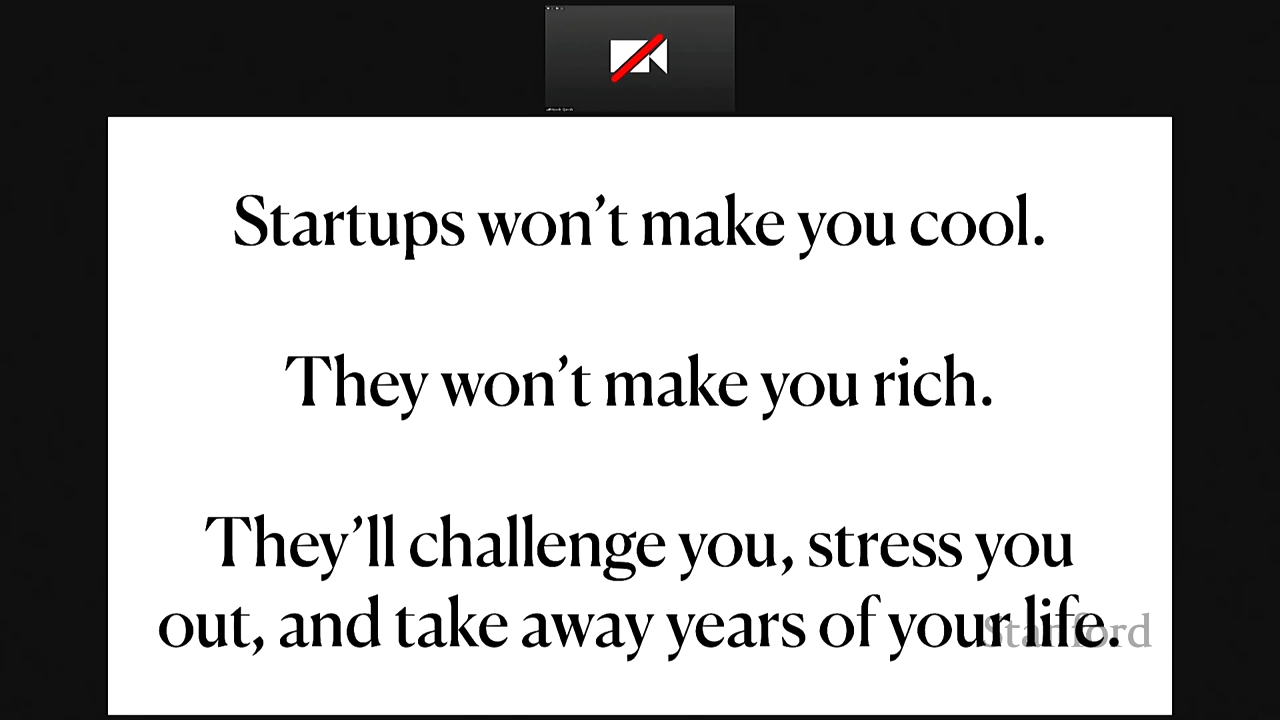 Startups won’t make you cool.
They won’t make you rich.
They’ll challenge you, stress you
out, and take away years of your life.
Stanford